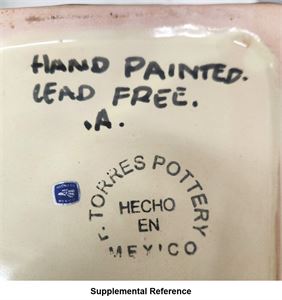 HAND PAINTED.
LEAD FREE.
.A.
TORRES POTTERY
HECHO
EN
MEXICO
Supplemental Reference